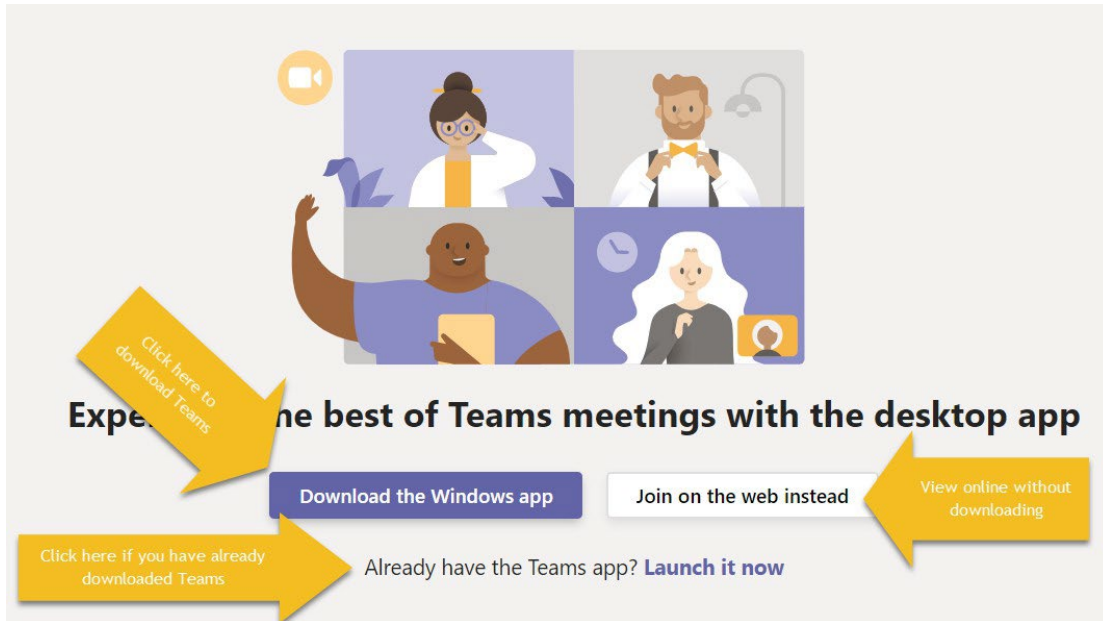 Click here to
download Teams
Expe he best of Teams meetings with the desktop app
Download the Windows app
Join on the web instead
View online without
downloading
Click here if you have already
downloaded Teams
Already have the Teams app? Launch it now